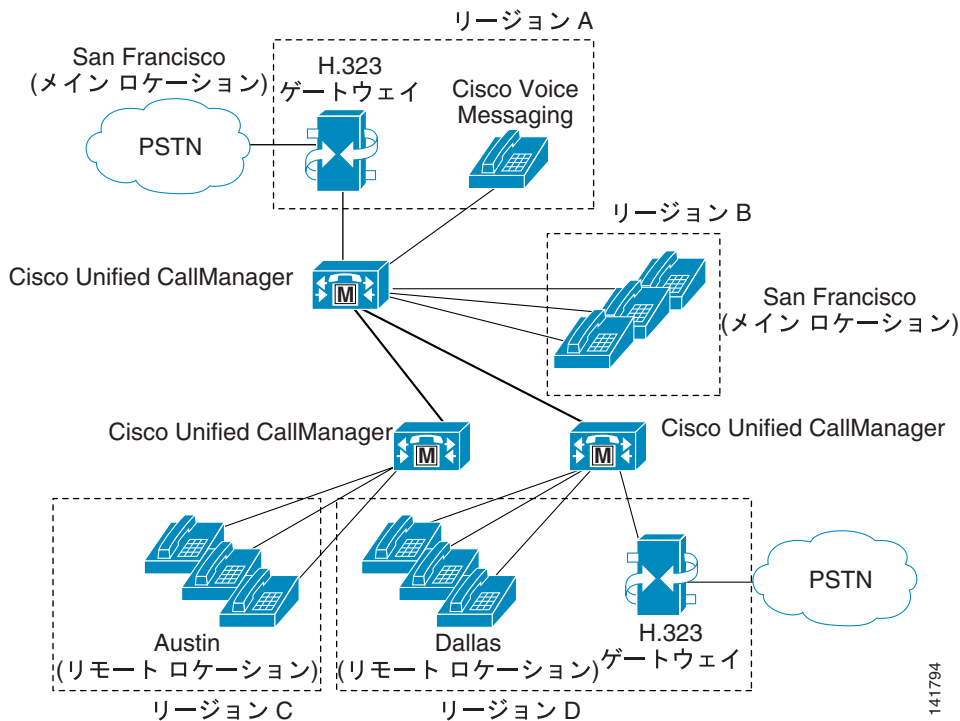 リージョン A
San Francisco
(メイン ロケーション)
H.323
ゲートウェイ
Cisco Voice
Messaging
PSTN
リージョン B
Cisco Unified CallManager
M
San Francisco
(メイン ロケーション)
Cisco Unified CallManager
M
M
Cisco Unified CallManager
Austin
(リモート ロケーション)
Dallas
(リモート ロケーション)
H.323
ゲートウェイ
PSTN
リージョン C
リージョン D
141794